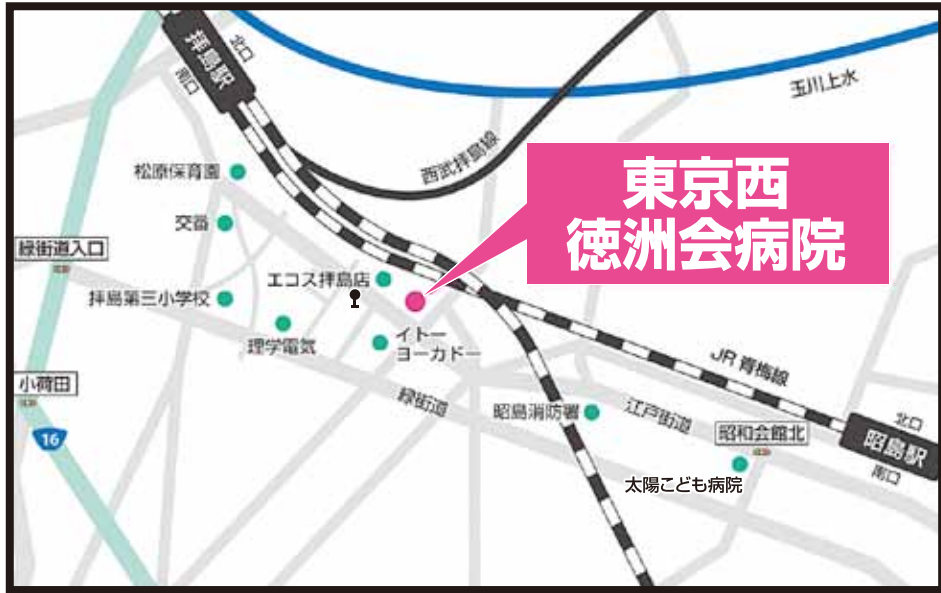 拝島駅
北口
南口
玉川上水
西武拝島線
東京西
徳洲会病院
松原保育園
交番
緑街道入口
エコス拝島店
拝島第三小学校
理学電気
イトー
ヨーカドー
JR青梅線
小荷田
緑街道
昭島消防署
江戸街道
昭和会館北
北口
昭島駅
南口
16
太陽こども病院